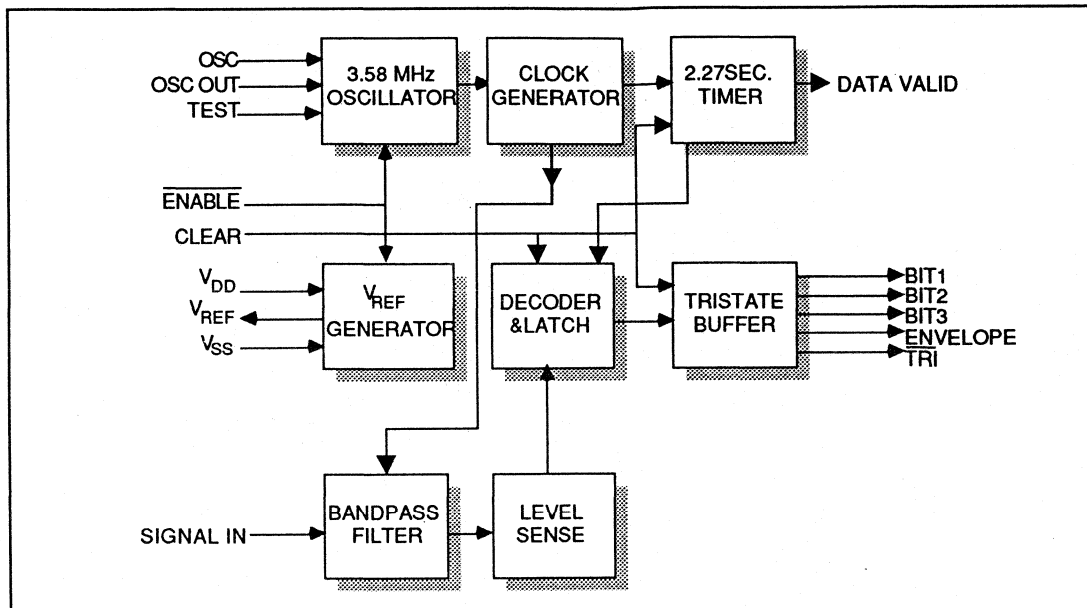 OSC
OSC OUT
TEST
3.58 MHz
OSCILLATOR
CLOCK
GENERATOR
2.27SEC.
TIMER
DATA VALID
ENABLE
CLEAR
VDD
VREF
VSS
VREF
GENERATOR
DECODER
&LATCH
TRISTATE
BUFFER
BIT1
BIT2
BIT3
ENVELOPE
TRI
SIGNAL IN
BANDPASS
FILTER
LEVEL
SENSE